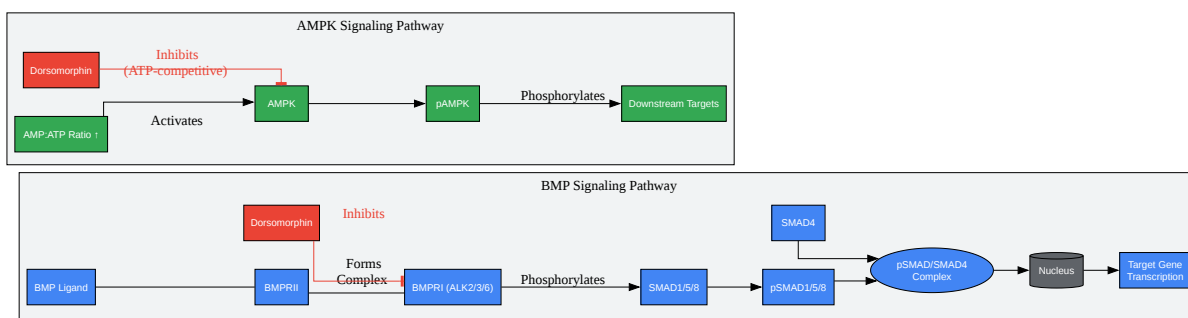 AMPK Signaling Pathway
Dorsomorphin
Inhibits
(ATP-competitive)
AMPK
pAMPK
Phosphorylates
Downstream Targets
Activates
AMP:ATP Ratio ↑
BMP Signaling Pathway
Dorsomorphin
Inhibits
SMAD4
BMP Ligand
BMPRII
Forms
Complex
BMPRI (ALK2/3/6)
Phosphorylates
SMAD1/5/8
pSMAD1/5/8
pSMAD/SMAD4
Complex
Nucleus
Target Gene
Transcription